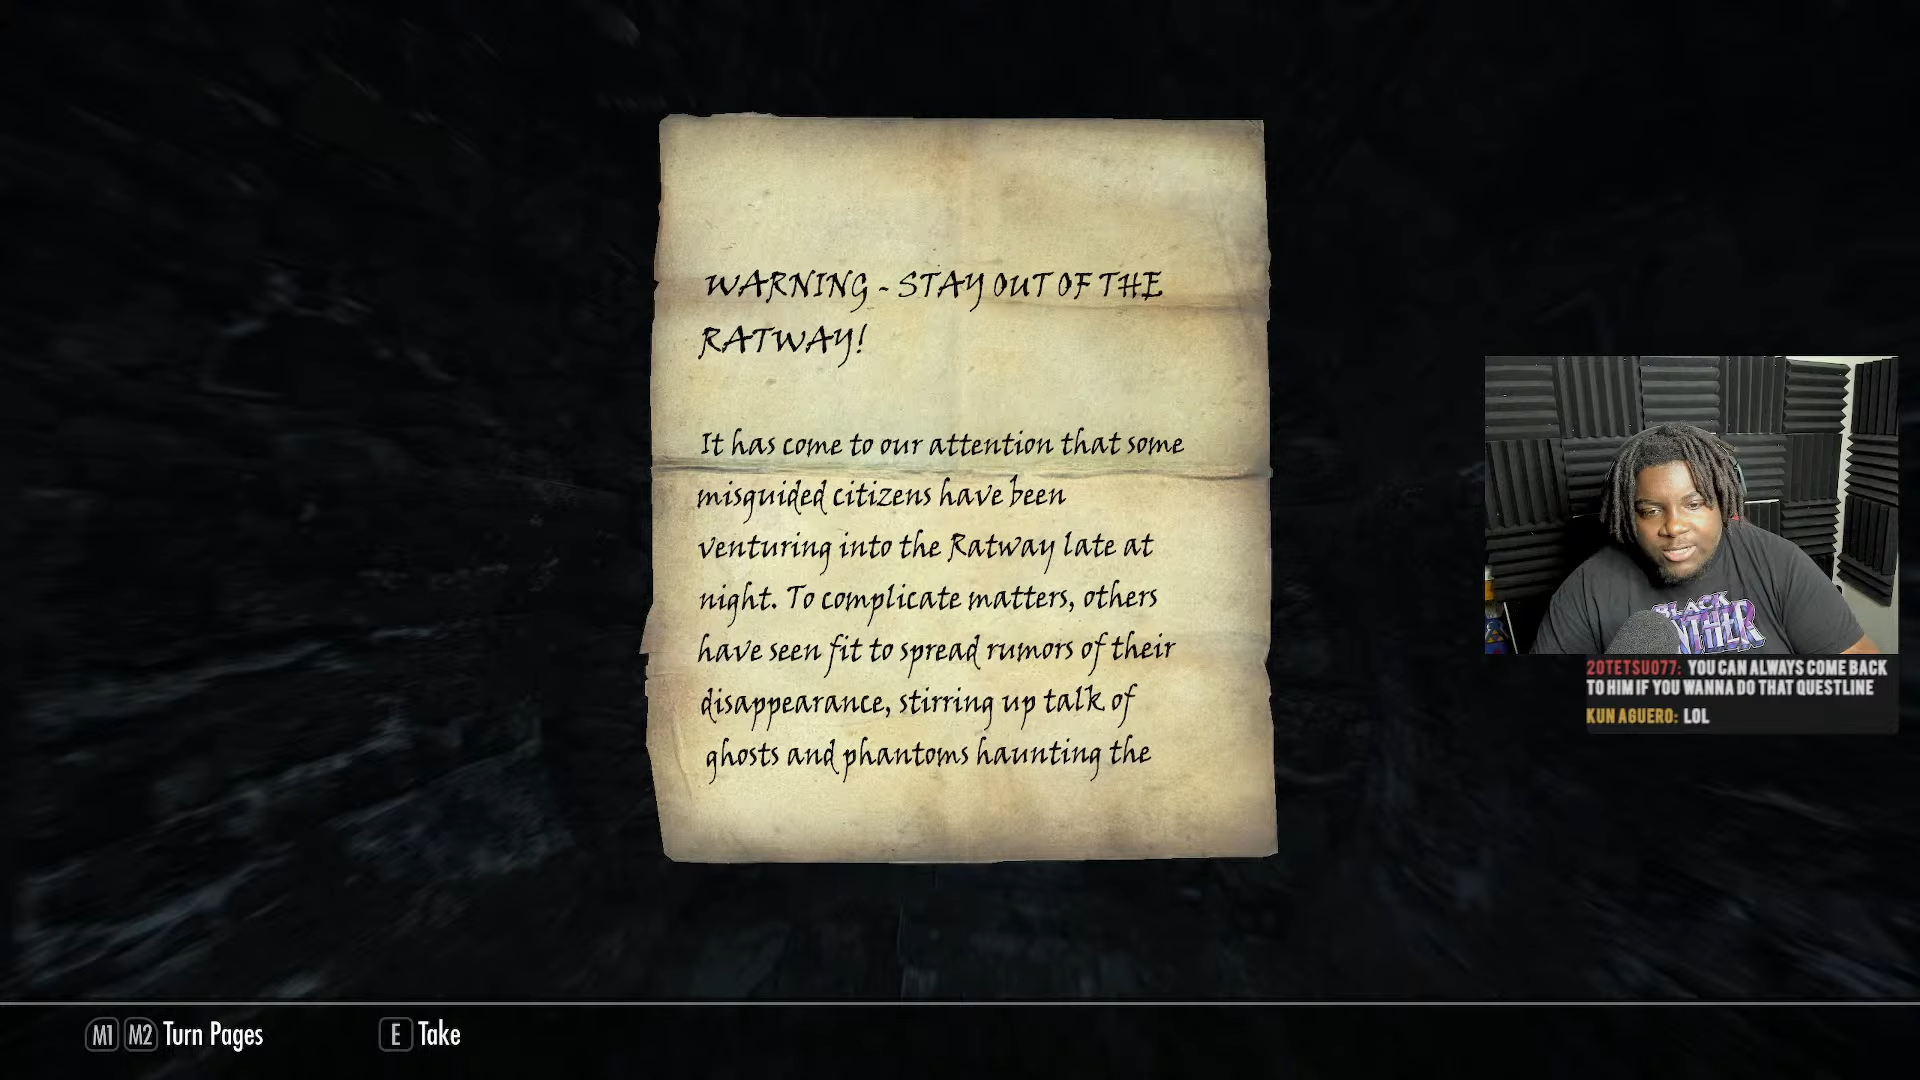 WARNING - STAY OUT OF THE
RATWAY!
It has come to our attention that some
misguided citizens have been
venturing into the Ratway late at
night. To complicate matters, others
have seen fit to spread rumors of their
disappearance, stirring up talk of
ghosts and phantoms haunting the
BLACK
20TETSU077: YOU CAN ALWAYS COME BACK
TO HIM IF YOU WANNA DO THAT QUESTLINE
KUN AGUERO: LOL
M1 M2 Turn Pages
E Take